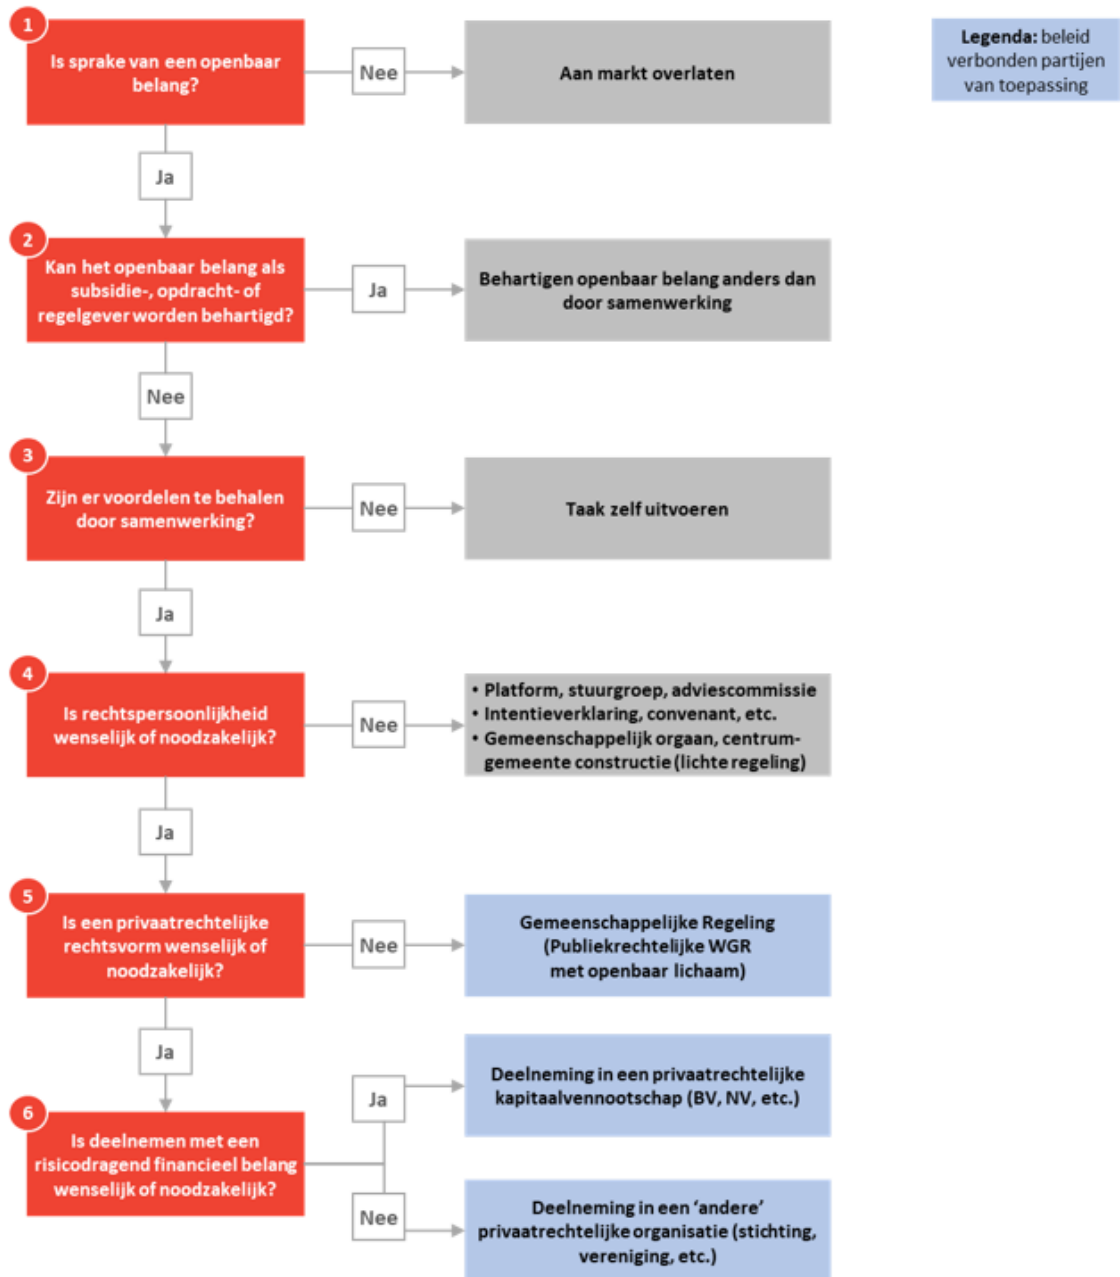 1
Is sprake van een openbaar
belang?
Nee
Aan markt overlaten
Legenda: beleid
verbonden partijen
van toepassing
Ja
2
Kan het openbaar belang als
subsidie-, opdracht- of
regelgever worden behartigd?
Ja
Behartigen openbaar belang anders dan
door samenwerking
Nee
3
Zijn er voordelen te behalen
door samenwerking?
Nee
Taak zelf uitvoeren
Ja
4
Is rechtspersoonlijkheid
wenselijk of noodzakelijk?
Nee
• Platform, stuurgroep, adviescommissie
• Intentieverklaring, convenant, etc.
• Gemeenschappelijk orgaan, centrum-
gemeente constructie (lichte regeling)
Ja
5
Is een privaatrechtelijke
rechtsvorm wenselijk of
noodzakelijk?
Nee
Gemeenschappelijke Regeling
(Publiekrechtelijke WGR
met openbaar lichaam)
Ja
6
Is deelnemen met een
risicodragend financieel belang
wenselijk of noodzakelijk?
Ja
Deelneming in een privaatrechtelijke
kapitaalvennootschap (BV, NV, etc.)
Nee
Deelneming in een ‘andere’
privaatrechtelijke organisatie (stichting,
vereniging, etc.)